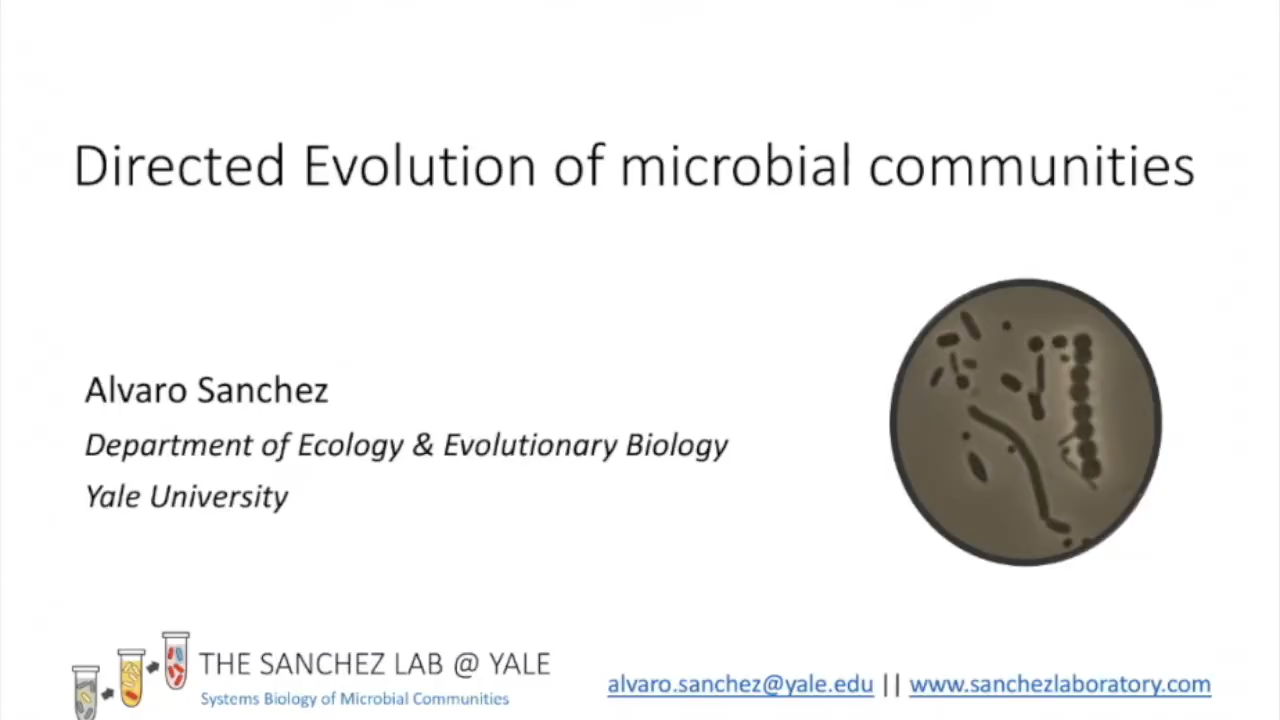 Directed Evolution of microbial communities
Alvaro Sanchez
Department of Ecology & Evolutionary Biology
Yale University
THE SANCHEZ LAB @ YALE
Systems Biology of Microbial Communities
alvaro.sanchez@yale.edu || www.sanchezlaboratory.com